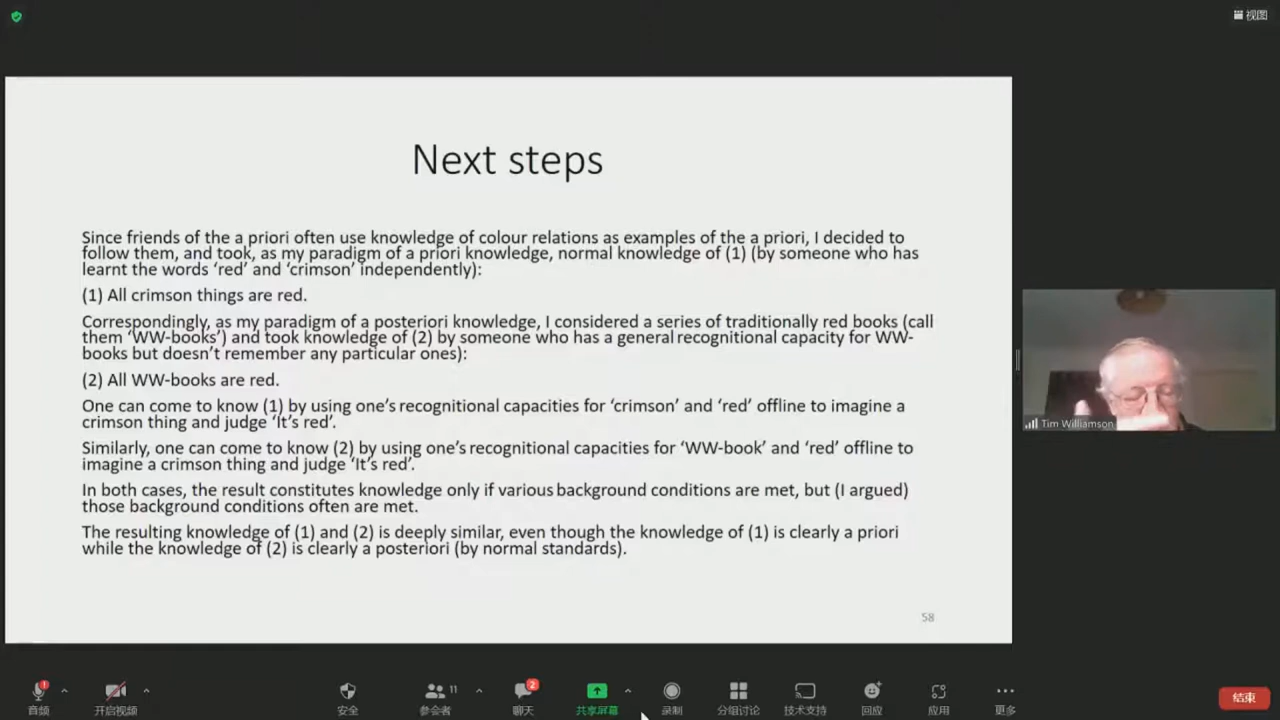 视图
Next steps
Since friends of the a priori often use knowledge of colour relations as examples of the a priori, I decided to
follow them, and took, as my paradigm of a priori knowledge, normal knowledge of (1) (by someone who has
learnt the words ‘red’ and ‘crimson’ independently):
(1) All crimson things are red.
Correspondingly, as my paradigm of a posteriori knowledge, I considered a series of traditionally red books (call
them ‘WW-books’) and took knowledge of (2) by someone who has a general recognitional capacity for WW-
books but doesn’t remember any particular ones):
(2) All WW-books are red.
One can come to know (1) by using one’s recognitional capacities for ‘crimson’ and ‘red’ offline to imagine a
crimson thing and judge ‘It’s red’.
Similarly, one can come to know (2) by using one’s recognitional capacities for ‘WW-book’ and ‘red’ offline to
imagine a crimson thing and judge ‘It’s red’.
In both cases, the result constitutes knowledge only if various background conditions are met, but (I argued)
those background conditions often are met.
The resulting knowledge of (1) and (2) is deeply similar, even though the knowledge of (1) is clearly a priori
while the knowledge of (2) is clearly a posteriori (by normal standards).
58
Tim Williamson
11
2
音频
开启视频
安全
参会者
聊天
共享屏幕
录制
分组讨论
技术支持
回应
应用
更多
结束